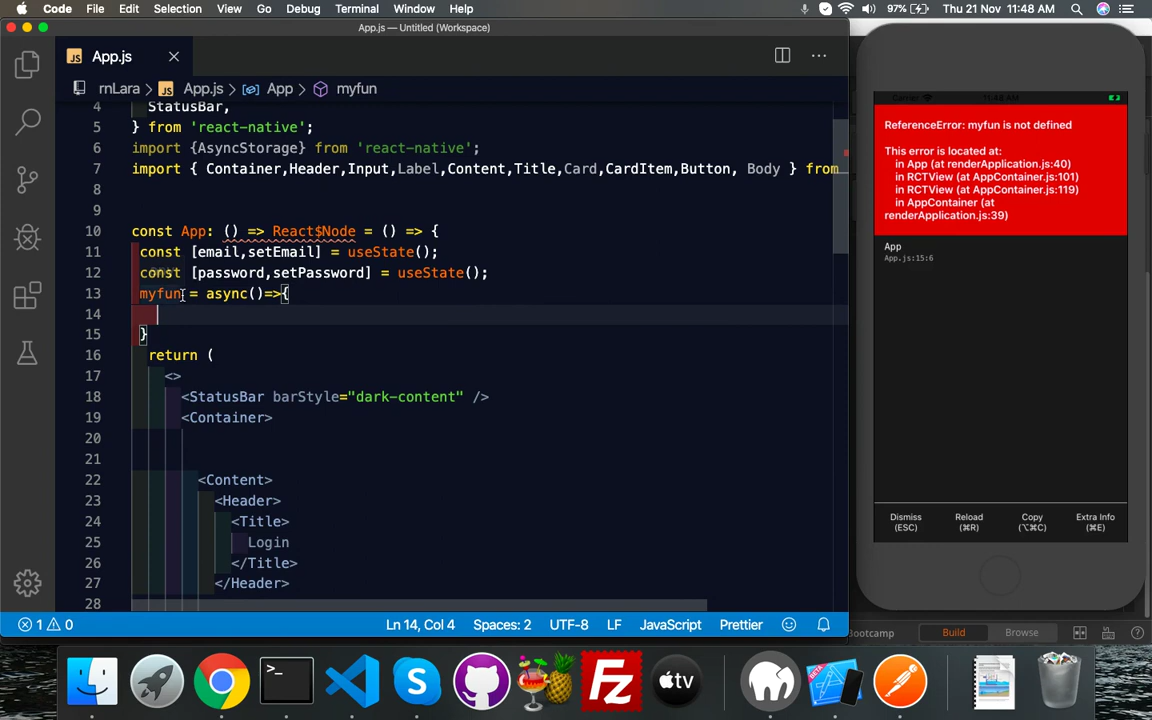 Code File Edit Selection View Go Debug Terminal Window Help 97% Thu 21 Nov 11:48 AM
App.js — Untitled (Workspace)
JS App.js
rnLara › JS App.js › App › myfun
4 StatusBar,
5 } from 'react-native';
6 import {AsyncStorage} from 'react-native';
7 import { Container,Header,Input,Label,Content,Title,Card,CardItem,Button, Body } from
8
9
10 const App: () => React$Node = () => {
11 const [email,setEmail] = useState();
12 const [password,setPassword] = useState();
13 myfun = async()=>{
14
15 }
16 return (
17 <>
18 <StatusBar barStyle="dark-content" />
19 <Container>
20
21
22 <Content>
23 <Header>
24 <Title>
25 Login
26 </Title>
27 </Header>
28
1 0 Ln 14, Col 4 Spaces: 2 UTF-8 LF JavaScript Prettier
ReferenceError: myfun is not defined
This error is located at:
in App (at renderApplication.js:40)
in RCTView (at AppContainer.js:101)
in RCTView (at AppContainer.js:119)
in AppContainer (at
renderApplication.js:39)
App
App.js:15:6
Dismiss Reload Copy Extra Info
(ESC) (⌘R) (⌥⌘C) (⌘E)
Bootcamp Build Browse
>_ Fz tv